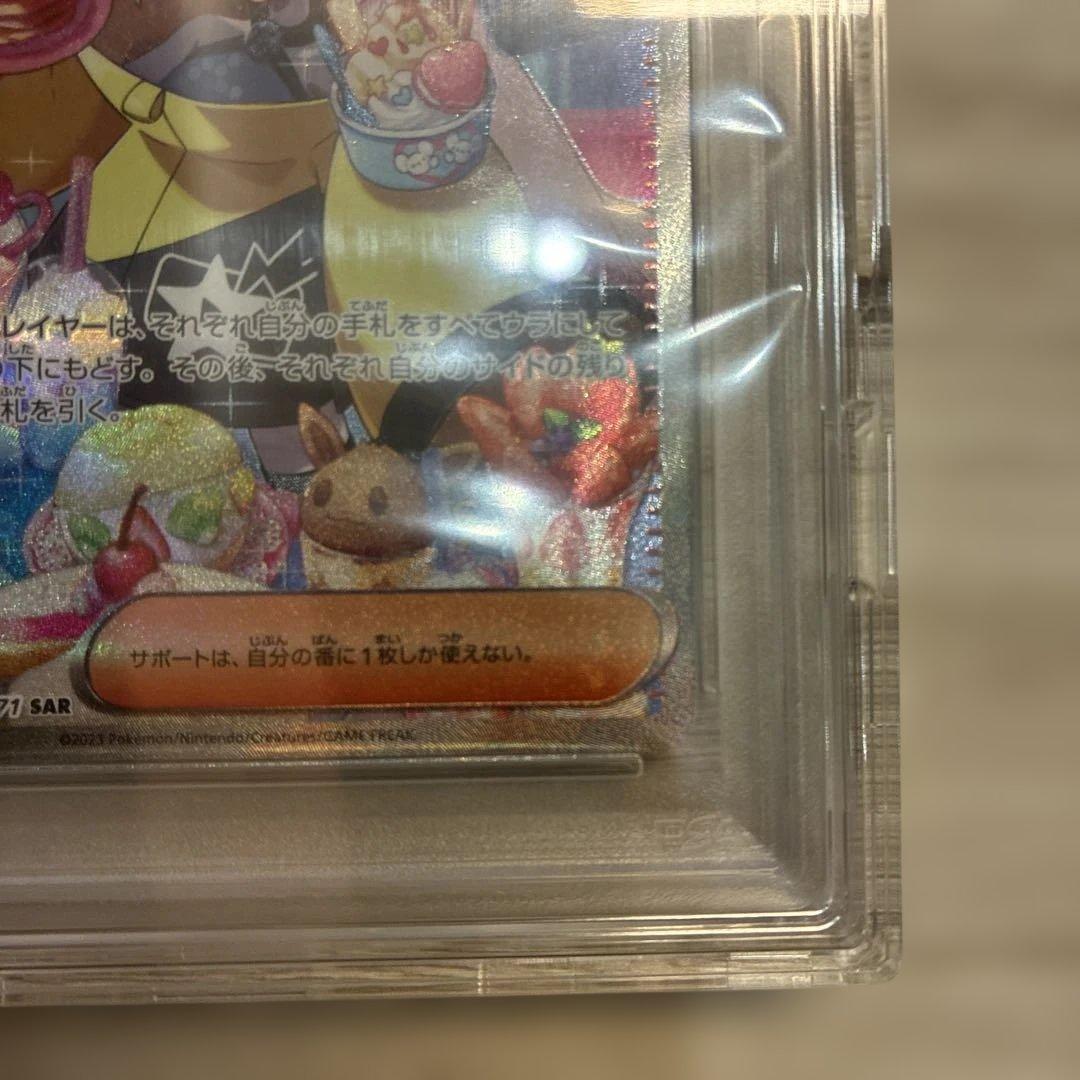 レイヤーは、それぞれ自分の手札をすべてウラにして
下にもどす。その後、それぞれ自分のサイドの残り
札を引く。
サポートは、自分の番に1枚しか使えない。
71 SAR
©2023 Pokémon/Nintendo/Creatures/GAME FREAK